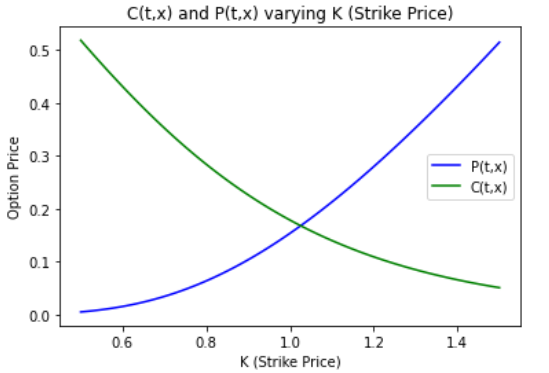 C(t,x) and P(t,x) varying K (Strike Price)
Option Price
0.5
0.4
0.3
0.2
0.1
0.0
P(t,x)
C(t,x)
0.6 0.8 1.0 1.2 1.4
K (Strike Price)